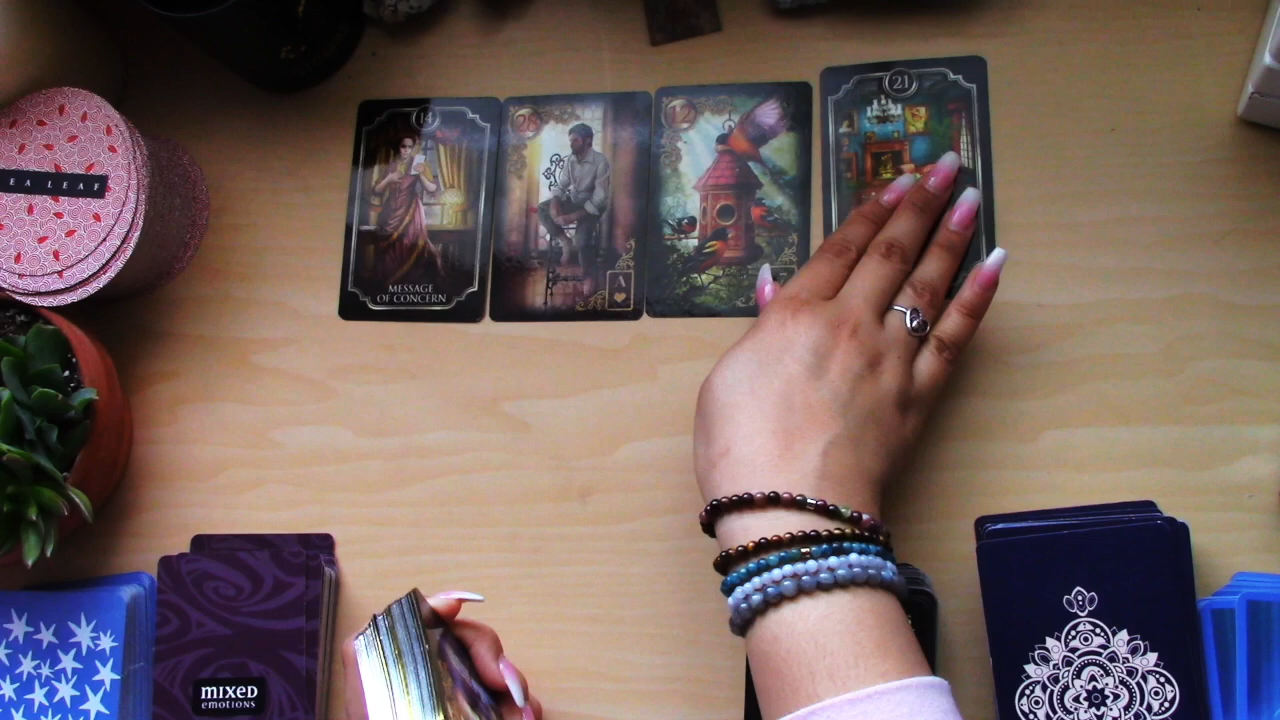 14
MESSAGE
OF CONCERN
28
A
12
21
EA LEAF
MIXED
EMOTIONS